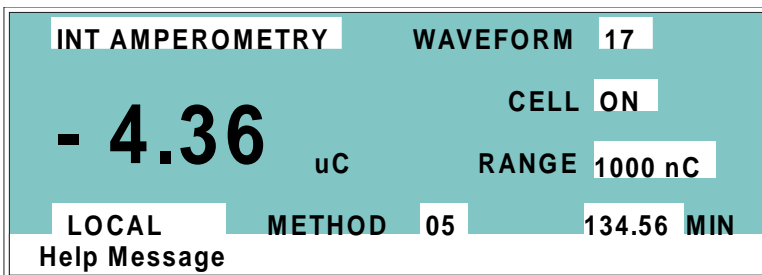 INT AMPEROMETRY WAVEFORM 17
CELL ON
- 4.36 uC RANGE 1000 nC
LOCAL METHOD 05 134.56 MIN
Help Message